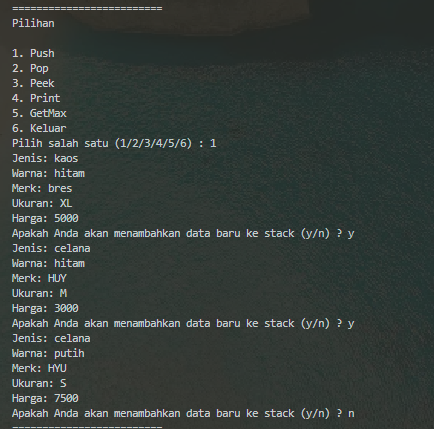 =========================
Pilihan
1. Push
2. Pop
3. Peek
4. Print
5. GetMax
6. Keluar
Pilih salah satu (1/2/3/4/5/6) : 1
Jenis: kaos
Warna: hitam
Merk: bres
Ukuran: XL
Harga: 5000
Apakah Anda akan menambahkan data baru ke stack (y/n) ? y
Jenis: celana
Warna: hitam
Merk: HUY
Ukuran: M
Harga: 3000
Apakah Anda akan menambahkan data baru ke stack (y/n) ? y
Jenis: celana
Warna: putih
Merk: HYU
Ukuran: S
Harga: 7500
Apakah Anda akan menambahkan data baru ke stack (y/n) ? n
=========================